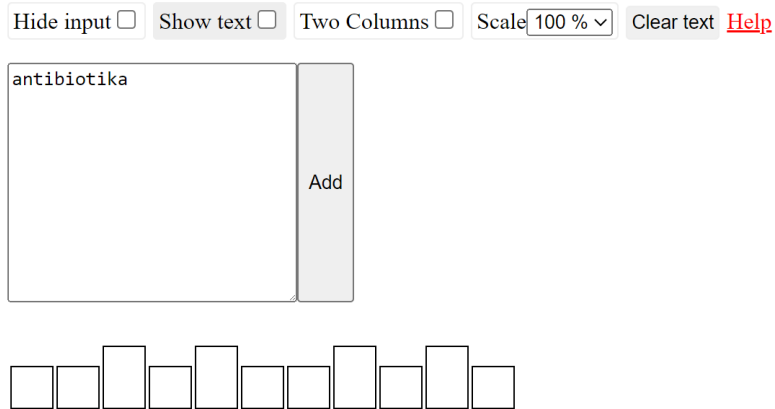 Hide input Show text Two Columns Scale 100 % Clear text Help
antibiotika
Add